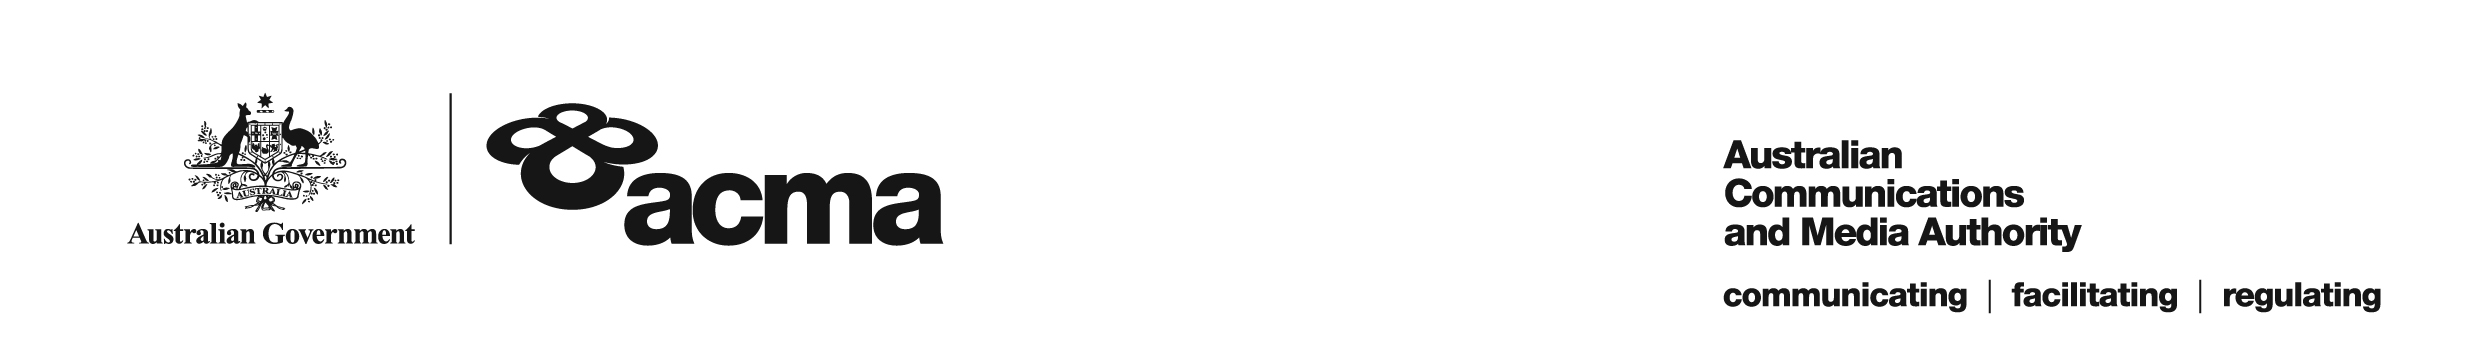 AUSTRALIA
Australian Government
acma
Australian
Communications
and Media Authority
communicating | facilitating | regulating